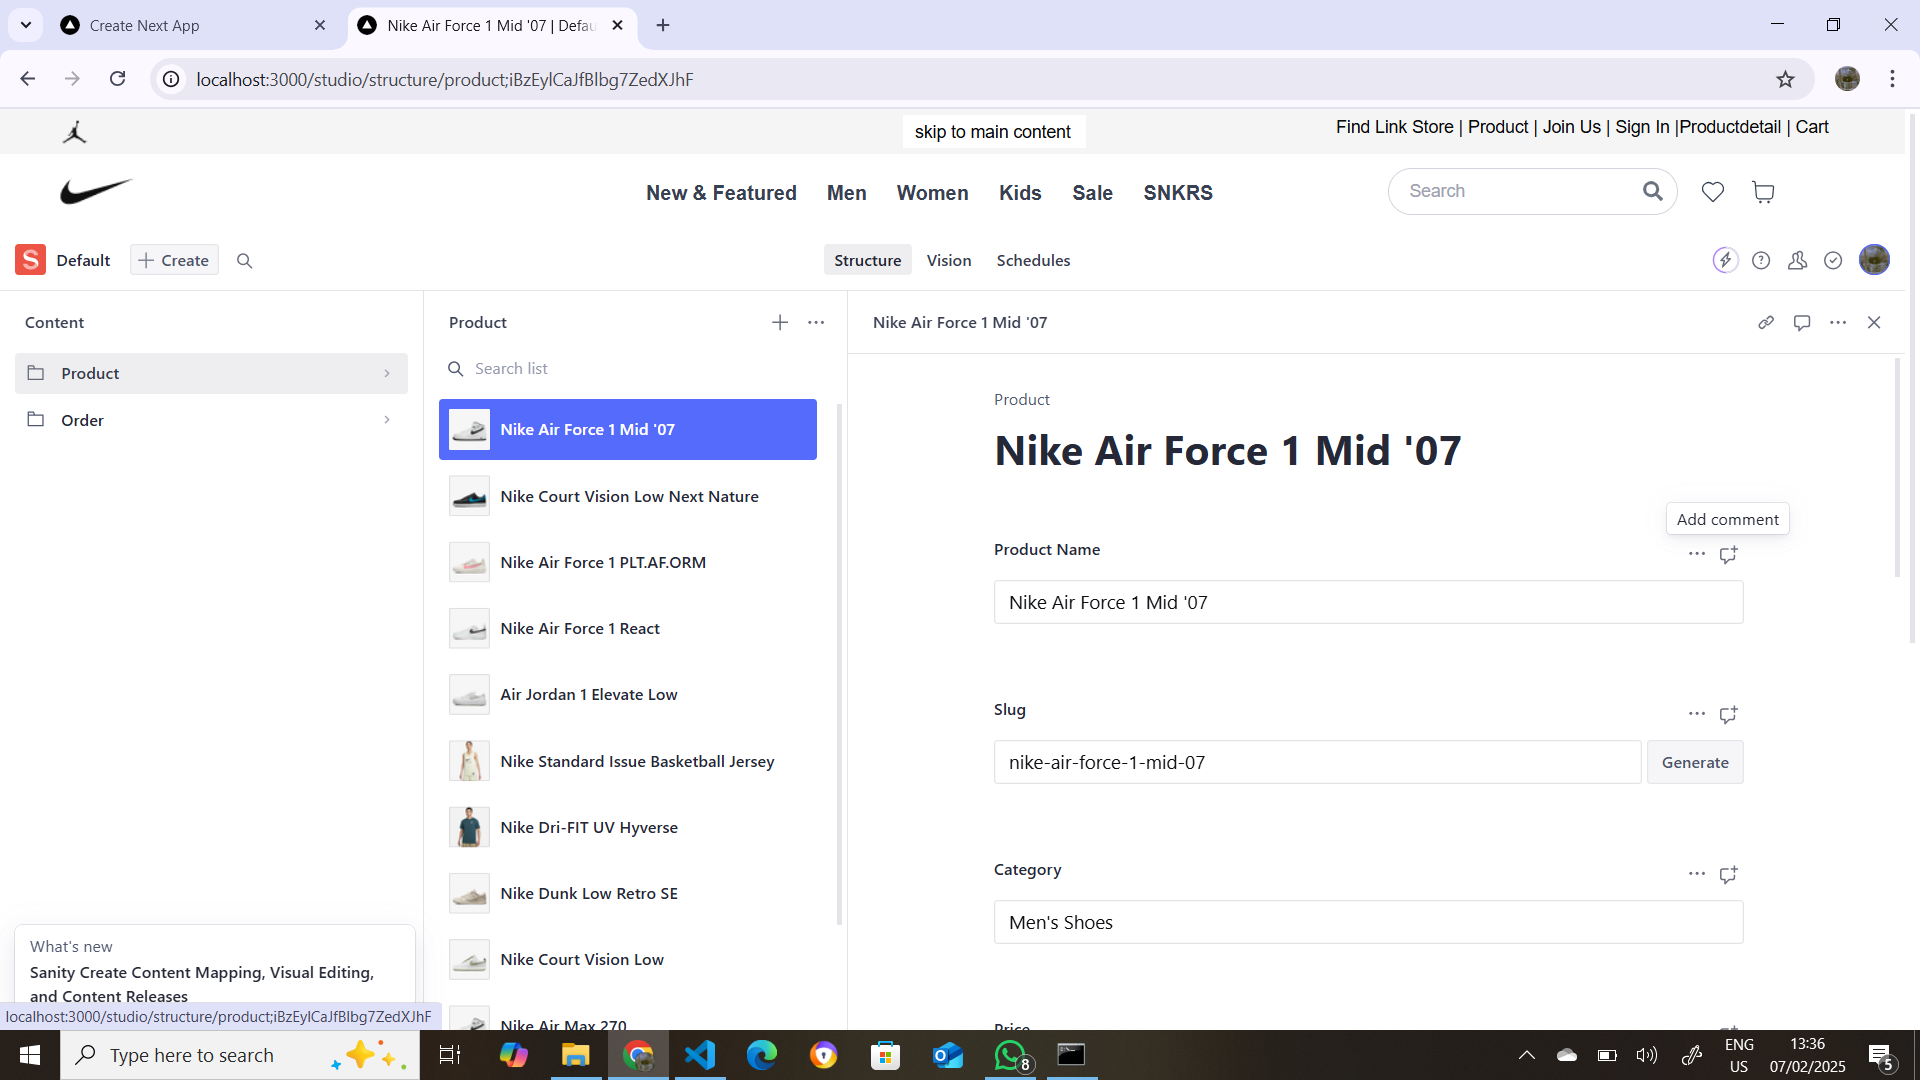 Create Next App
Nike Air Force 1 Mid '07 | Defau
localhost:3000/studio/structure/product;iBzEylCaJfBlbg7ZedXJhF
skip to main content
Find Link Store | Product | Join Us | Sign In |Productdetail | Cart
New & Featured Men Women Kids Sale SNKRS
Search
S Default + Create
Structure Vision Schedules
Content
Product
Order
Product
Search list
Nike Air Force 1 Mid '07
Nike Court Vision Low Next Nature
Nike Air Force 1 PLT.AF.ORM
Nike Air Force 1 React
Air Jordan 1 Elevate Low
Nike Standard Issue Basketball Jersey
Nike Dri-FIT UV Hyverse
Nike Dunk Low Retro SE
Nike Court Vision Low
Nike Air Max 270
Nike Air Force 1 Mid '07
Product
Nike Air Force 1 Mid '07
Add comment
Product Name
Nike Air Force 1 Mid '07
Slug
nike-air-force-1-mid-07
Generate
Category
Men's Shoes
Price
What's new
Sanity Create Content Mapping, Visual Editing,
and Content Releases
localhost:3000/studio/structure/product;iBzEylCaJfBlbg7ZedXJhF
Type here to search
8
ENG
US
13:36
07/02/2025
5